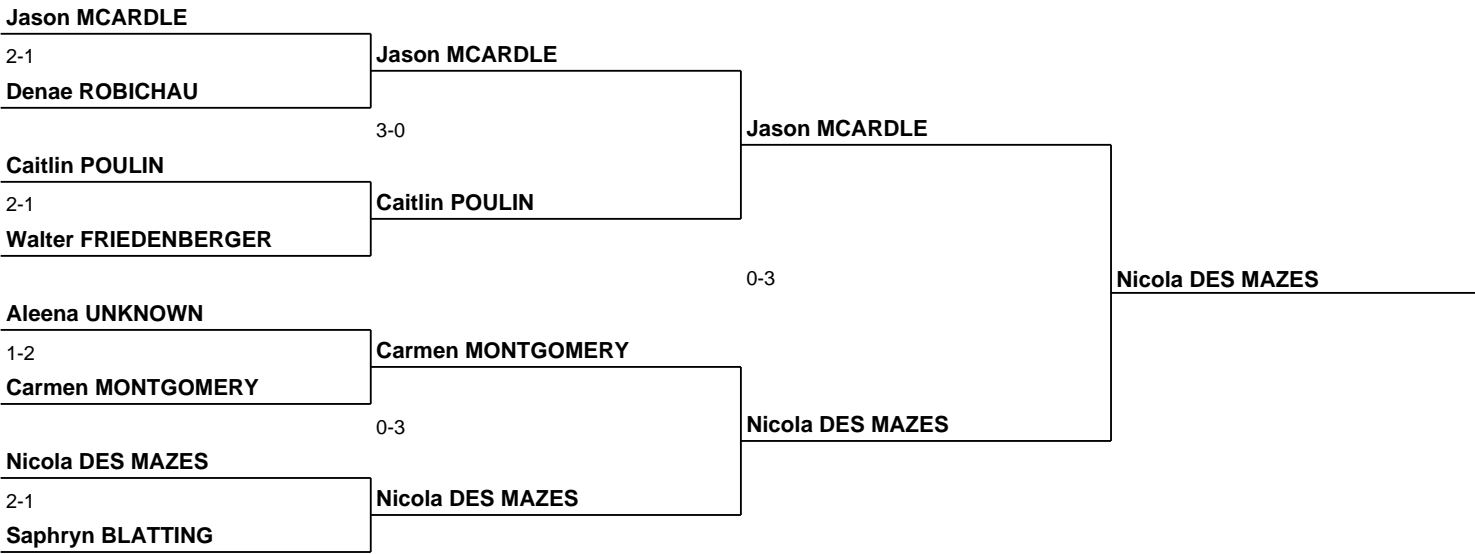 Jason MCARDLE
2-1
Denae ROBICHAU
Caitlin POULIN
2-1
Walter FRIEDENBERGER
Aleena UNKNOWN
1-2
Carmen MONTGOMERY
Nicola DES MAZES
2-1
Saphryn BLATTING
Jason MCARDLE
3-0
Caitlin POULIN
Carmen MONTGOMERY
0-3
Nicola DES MAZES
Jason MCARDLE
0-3
Nicola DES MAZES
Nicola DES MAZES